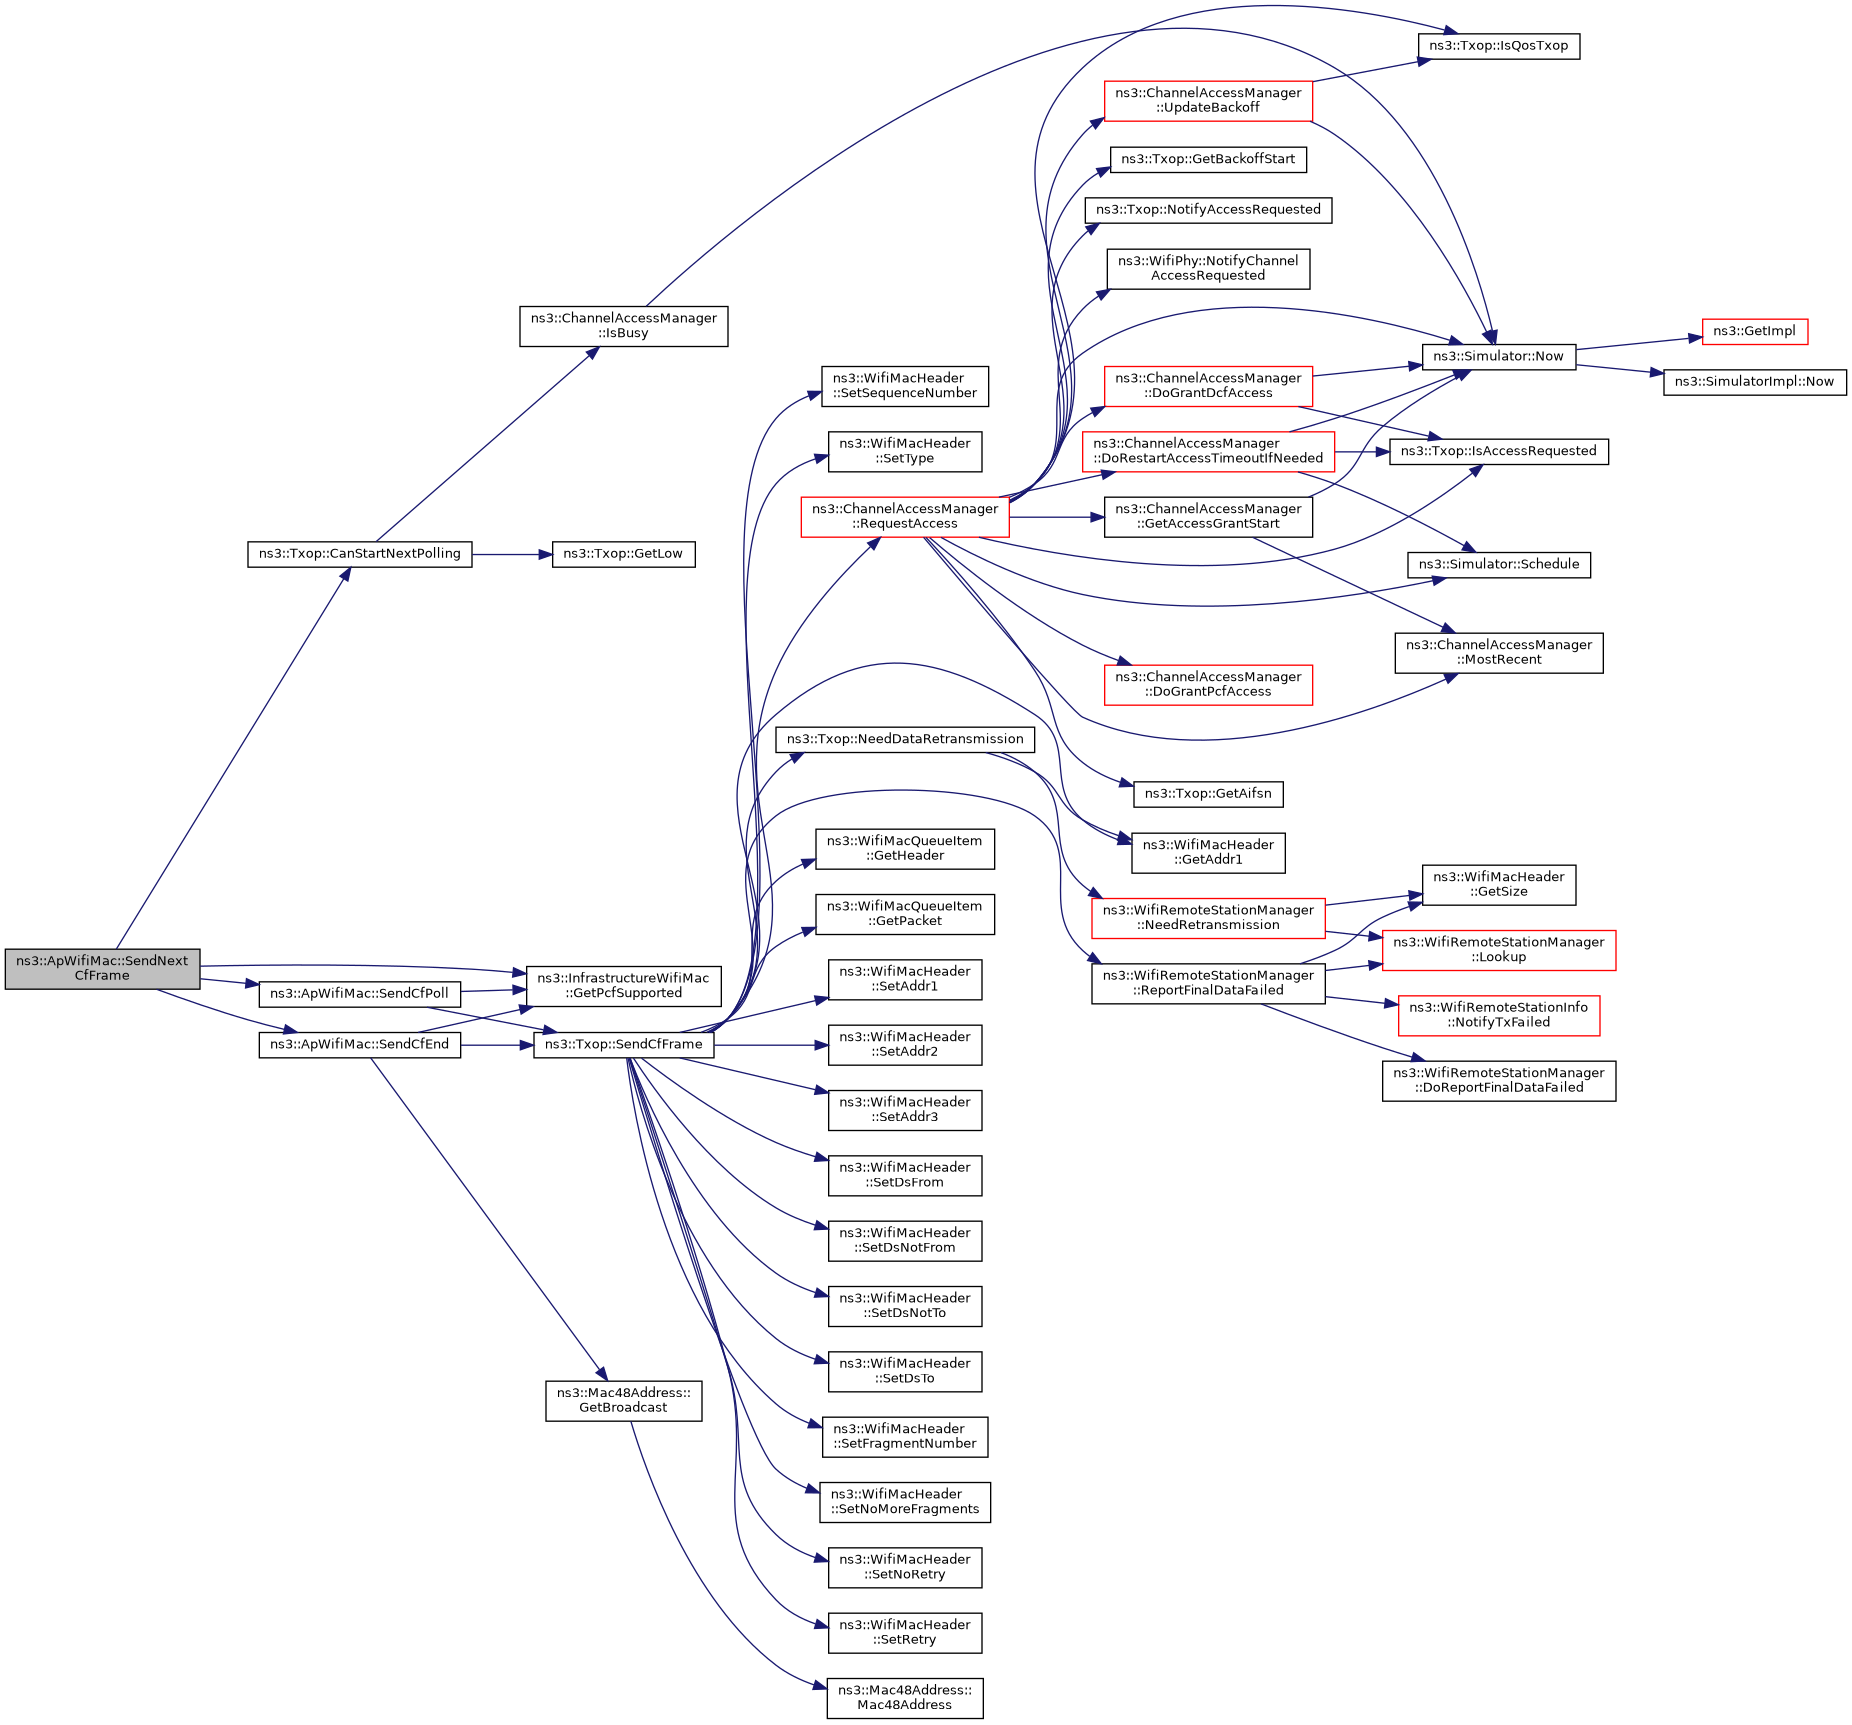 ns3::ApWifiMac::SendNext
CfFrame
ns3::Txop::CanStartNextPolling
ns3::ApWifiMac::SendCfPoll
ns3::ApWifiMac::SendCfEnd
ns3::ChannelAccessManager
::IsBusy
ns3::Txop::GetLow
ns3::InfrastructureWifiMac
::GetPcfSupported
ns3::Txop::SendCfFrame
ns3::Mac48Address::
GetBroadcast
ns3::WifiMacHeader
::SetSequenceNumber
ns3::WifiMacHeader
::SetType
ns3::ChannelAccessManager
::RequestAccess
ns3::Txop::NeedDataRetransmission
ns3::WifiMacQueueItem
::GetHeader
ns3::WifiMacQueueItem
::GetPacket
ns3::WifiMacHeader
::SetAddr1
ns3::WifiMacHeader
::SetAddr2
ns3::WifiMacHeader
::SetAddr3
ns3::WifiMacHeader
::SetDsFrom
ns3::WifiMacHeader
::SetDsNotFrom
ns3::WifiMacHeader
::SetDsNotTo
ns3::WifiMacHeader
::SetDsTo
ns3::WifiMacHeader
::SetFragmentNumber
ns3::WifiMacHeader
::SetNoMoreFragments
ns3::WifiMacHeader
::SetNoRetry
ns3::WifiMacHeader
::SetRetry
ns3::Mac48Address::
Mac48Address
ns3::ChannelAccessManager
::UpdateBackoff
ns3::Txop::GetBackoffStart
ns3::Txop::NotifyAccessRequested
ns3::WifiPhy::NotifyChannel
AccessRequested
ns3::ChannelAccessManager
::DoGrantDcfAccess
ns3::ChannelAccessManager
::DoRestartAccessTimeoutIfNeeded
ns3::ChannelAccessManager
::GetAccessGrantStart
ns3::ChannelAccessManager
::DoGrantPcfAccess
ns3::Txop::GetAifsn
ns3::WifiMacHeader
::GetAddr1
ns3::WifiRemoteStationManager
::NeedRetransmission
ns3::WifiRemoteStationManager
::ReportFinalDataFailed
ns3::Txop::IsQosTxop
ns3::Simulator::Now
ns3::Txop::IsAccessRequested
ns3::Simulator::Schedule
ns3::ChannelAccessManager
::MostRecent
ns3::WifiMacHeader
::GetSize
ns3::WifiRemoteStationManager
::Lookup
ns3::WifiRemoteStationInfo
::NotifyTxFailed
ns3::WifiRemoteStationManager
::DoReportFinalDataFailed
ns3::GetImpl
ns3::SimulatorImpl::Now